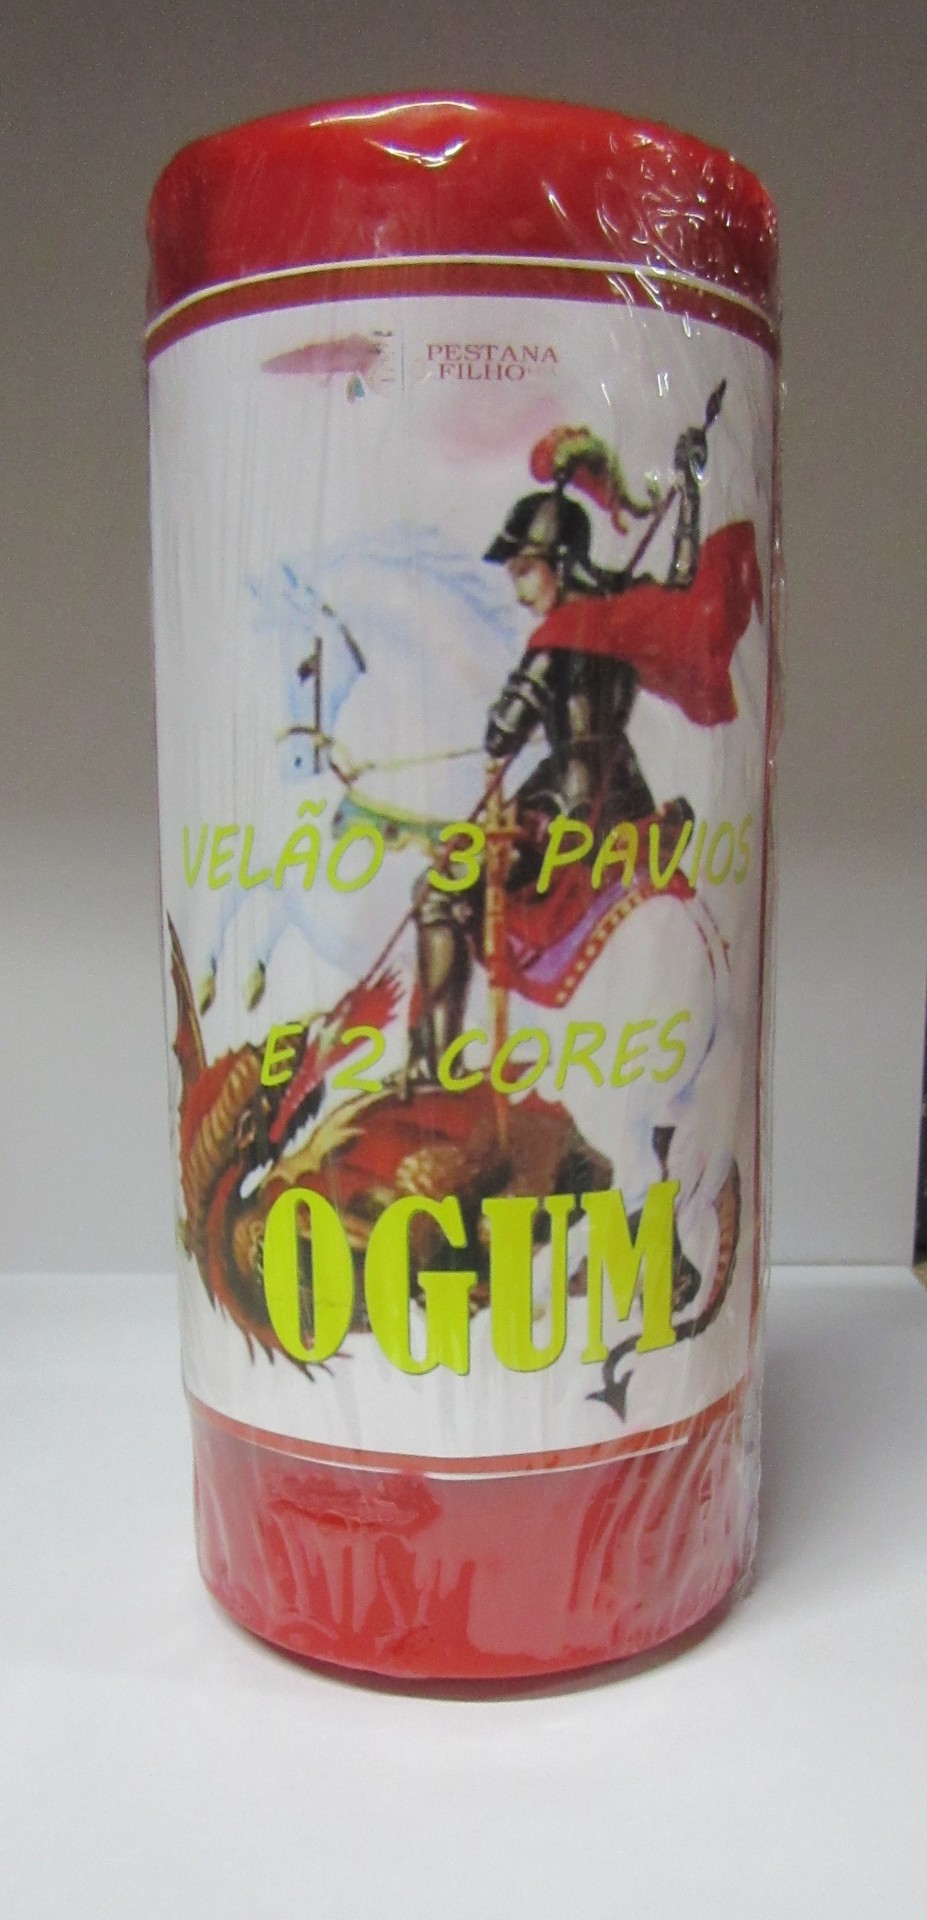 PESTANA
FILHO
VELÃO 3 PAVIOS
E 2 CORES
OGUM